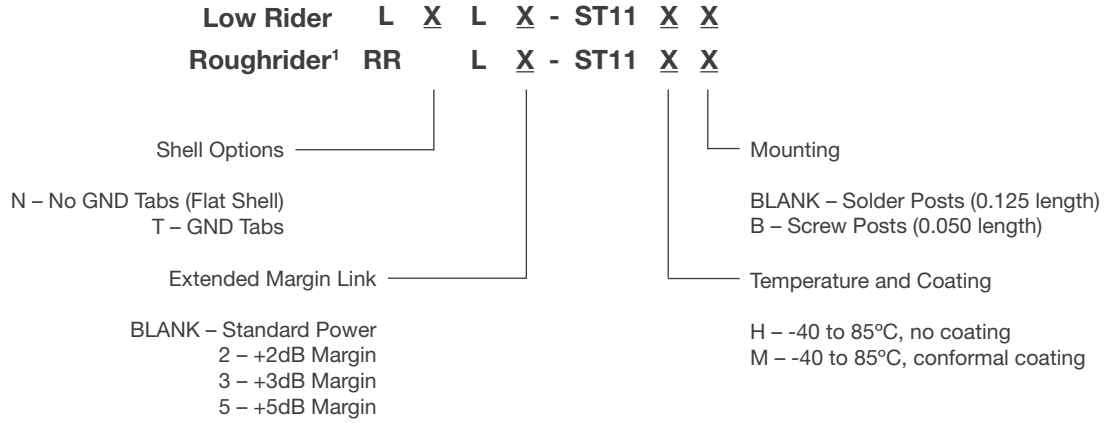 Low Rider L X L X - ST11 X X
Roughrider1 RR L X - ST11 X X
Shell Options
N – No GND Tabs (Flat Shell)
T – GND Tabs
Extended Margin Link
BLANK – Standard Power
2 – +2dB Margin
3 – +3dB Margin
5 – +5dB Margin
Mounting
BLANK – Solder Posts (0.125 length)
B – Screw Posts (0.050 length)
Temperature and Coating
H – -40 to 85ºC, no coating
M – -40 to 85ºC, conformal coating